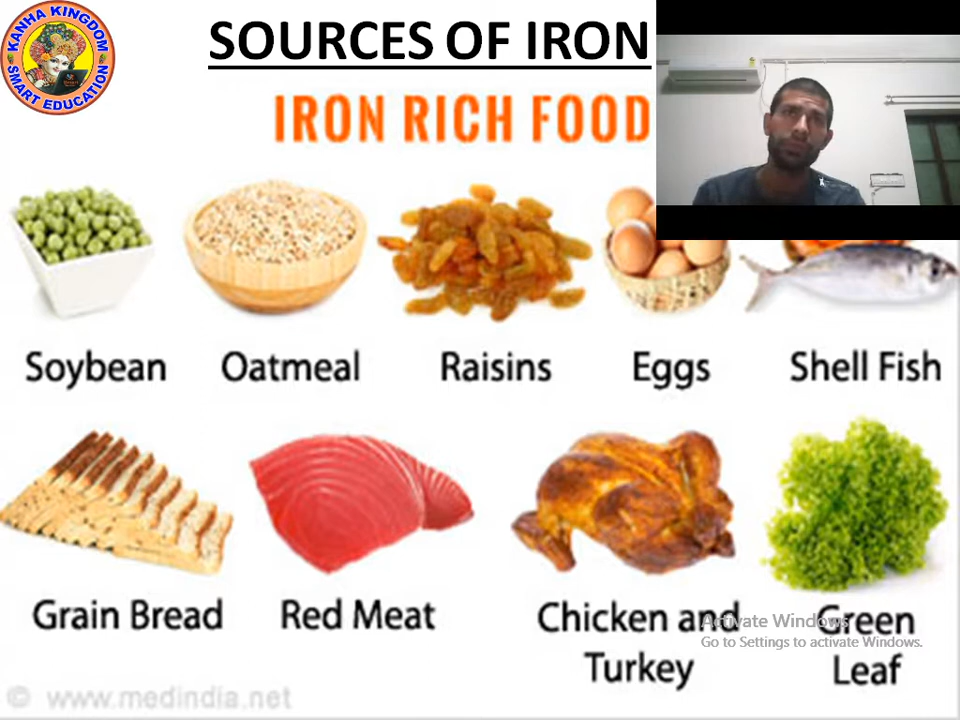 KANHA KINGDOM
SMART EDUCATION
SOURCES OF IRON
IRON RICH FOOD
Soybean
Oatmeal
Raisins
Eggs
Shell Fish
Grain Bread
Red Meat
Chicken and
Turkey
Green
Leaf
Activate Windows
Go to Settings to activate Windows.
© www.medindia.net